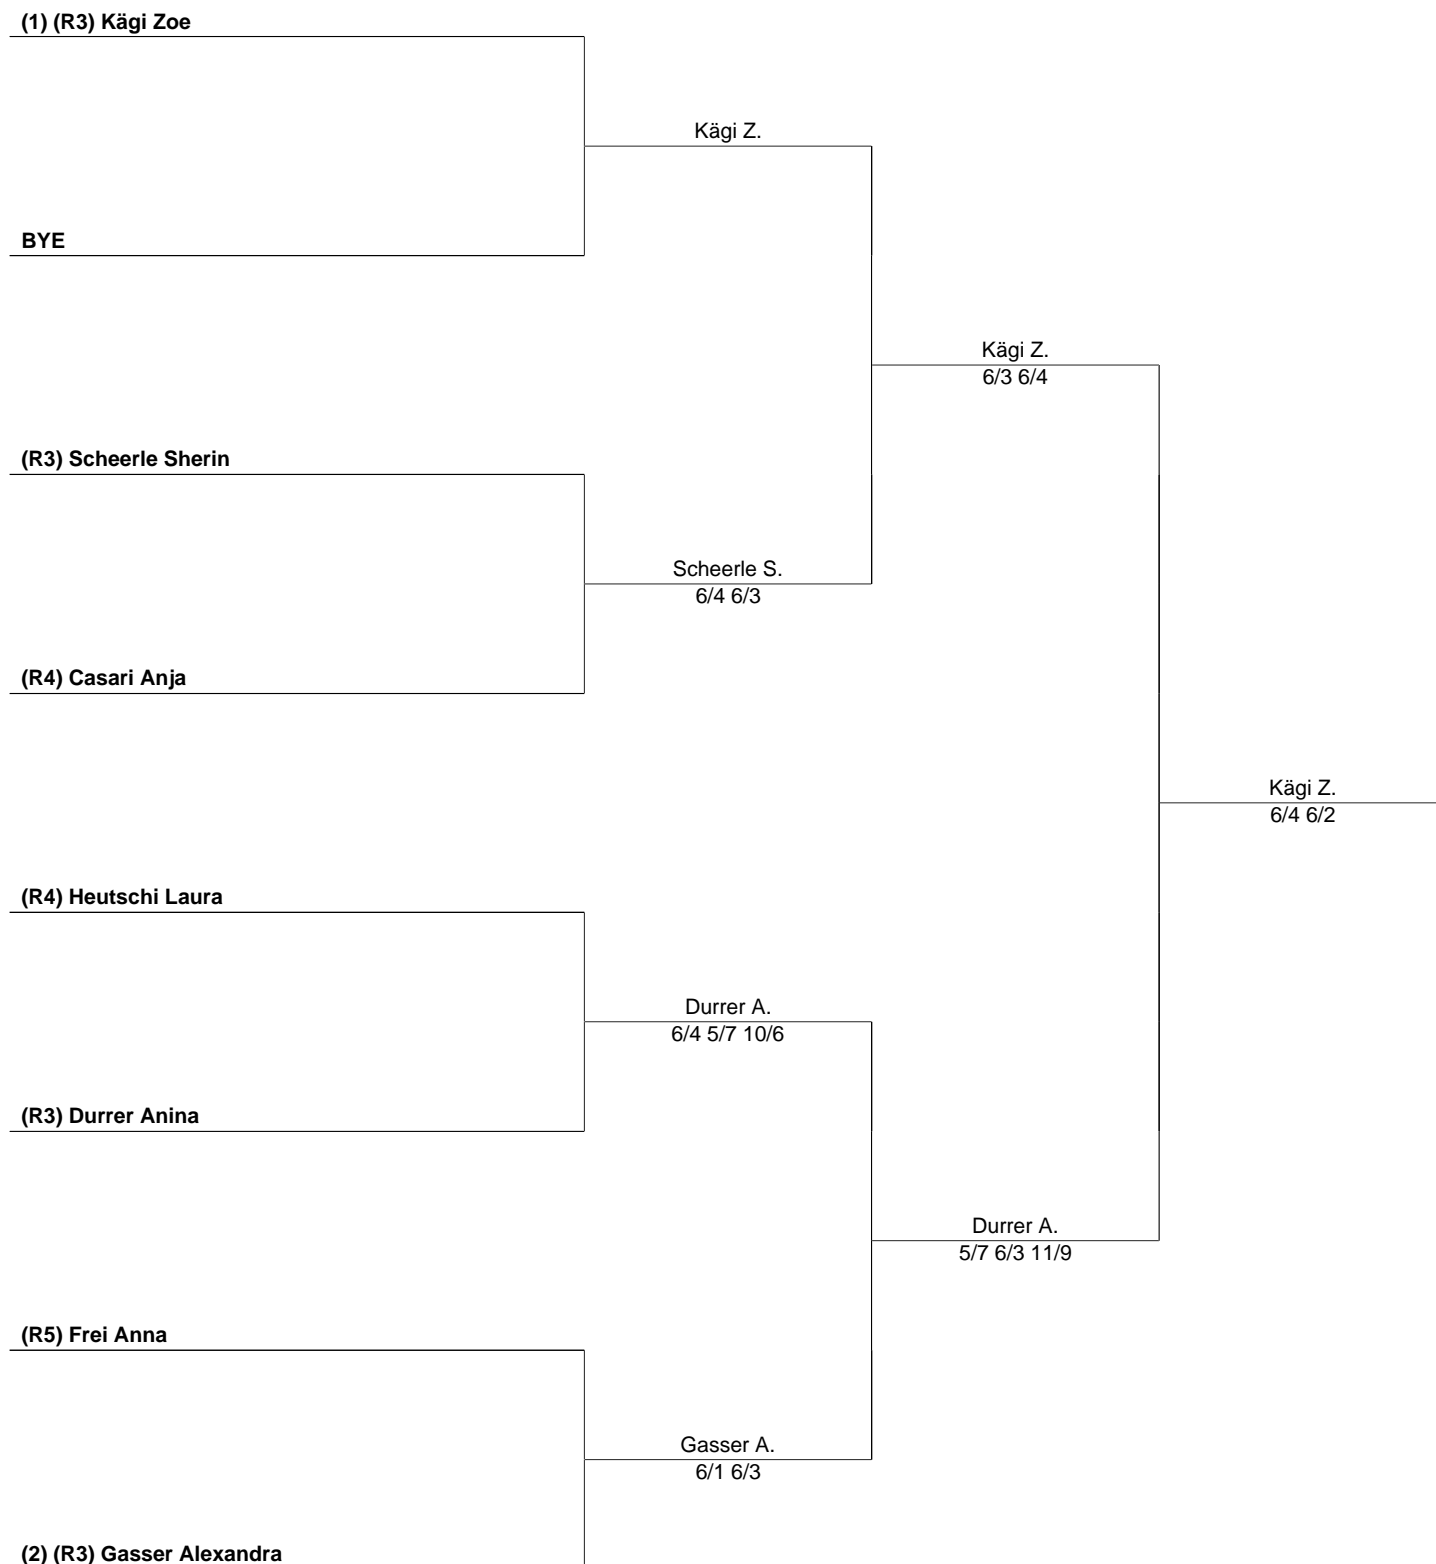 (1) (R3) Kägi Zoe
Kägi Z.
BYE
Kägi Z.
6/3 6/4
(R3) Scheerle Sherin
Scheerle S.
6/4 6/3
(R4) Casari Anja
Kägi Z.
6/4 6/2
(R4) Heutschi Laura
Durrer A.
6/4 5/7 10/6
(R3) Durrer Anina
Durrer A.
5/7 6/3 11/9
(R5) Frei Anna
Gasser A.
6/1 6/3
(2) (R3) Gasser Alexandra